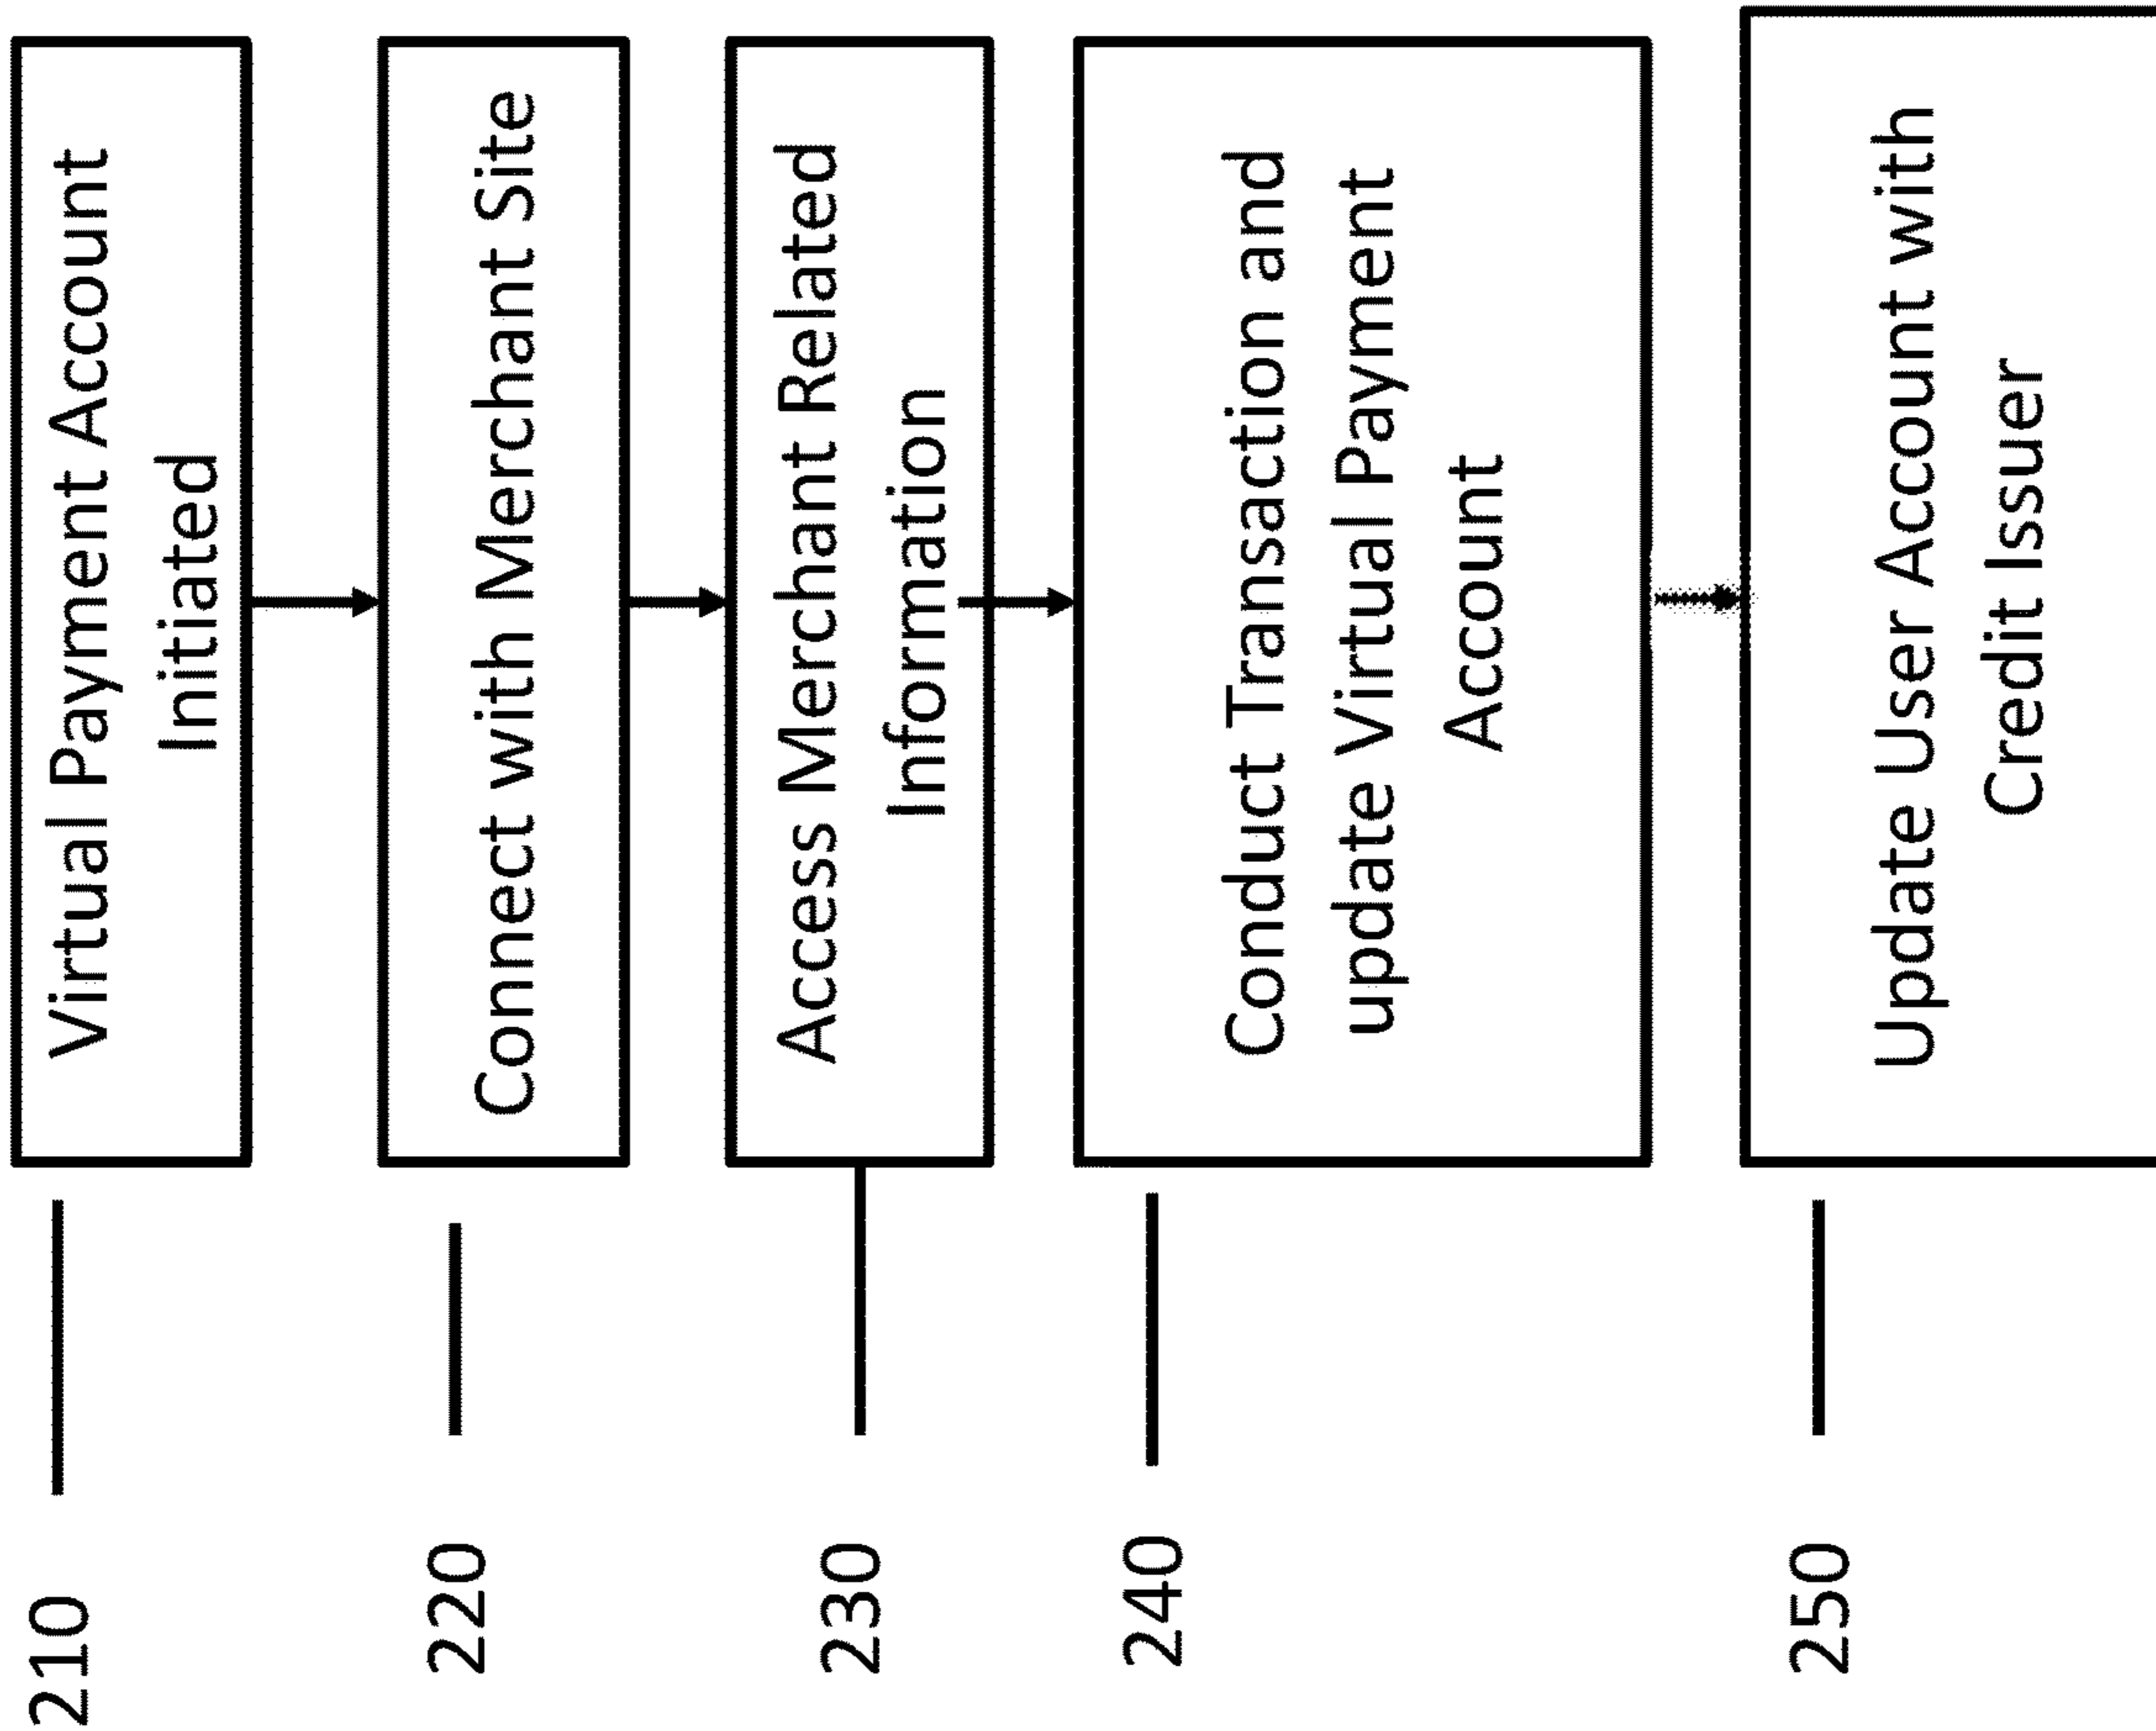 210
Virtual Payment Account
Initiated
220
Connect with Merchant Site
230
Access Merchant Related
Information
240
Conduct Transaction and
update Virtual Payment
Account
250
Update User Account with
Credit Issuer